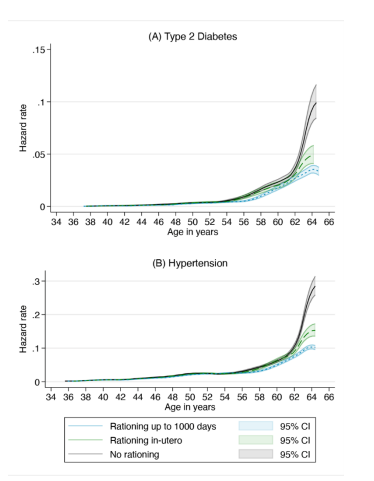 (A) Type 2 Diabetes
.15
.1
.05
0
Hazard rate
34 36 38 40 42 44 46 48 50 52 54 56 58 60 62 64 66
Age in years
(B) Hypertension
.3
.2
.1
0
Hazard rate
34 36 38 40 42 44 46 48 50 52 54 56 58 60 62 64 66
Age in years
Rationing up to 1000 days 95% CI
Rationing in-utero 95% CI
No rationing 95% CI